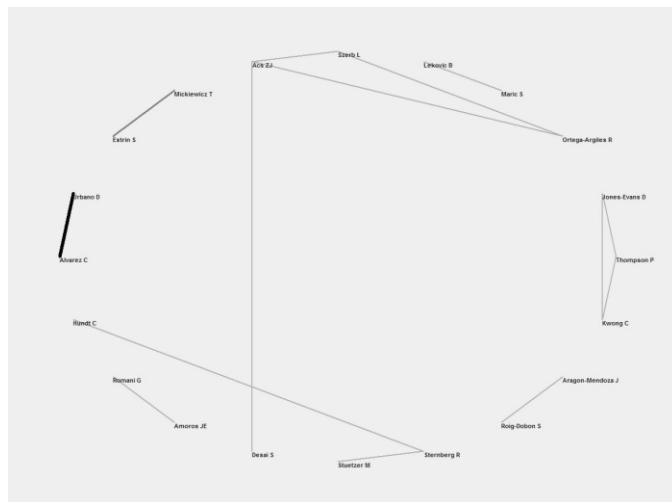 Szerb L
Acs ZJ
Lekovic B
Mickiewicz T
Maric S
Estrin S
Ortega-Argiles R
Urbano D
Jones-Evans D
Alvarez C
Thompson P
Hundt C
Kwong C
Romani G
Aragon-Mendoza J
Amoros JE
Roig-Dobon S
Desai S
Sternberg R
Stuetzer M